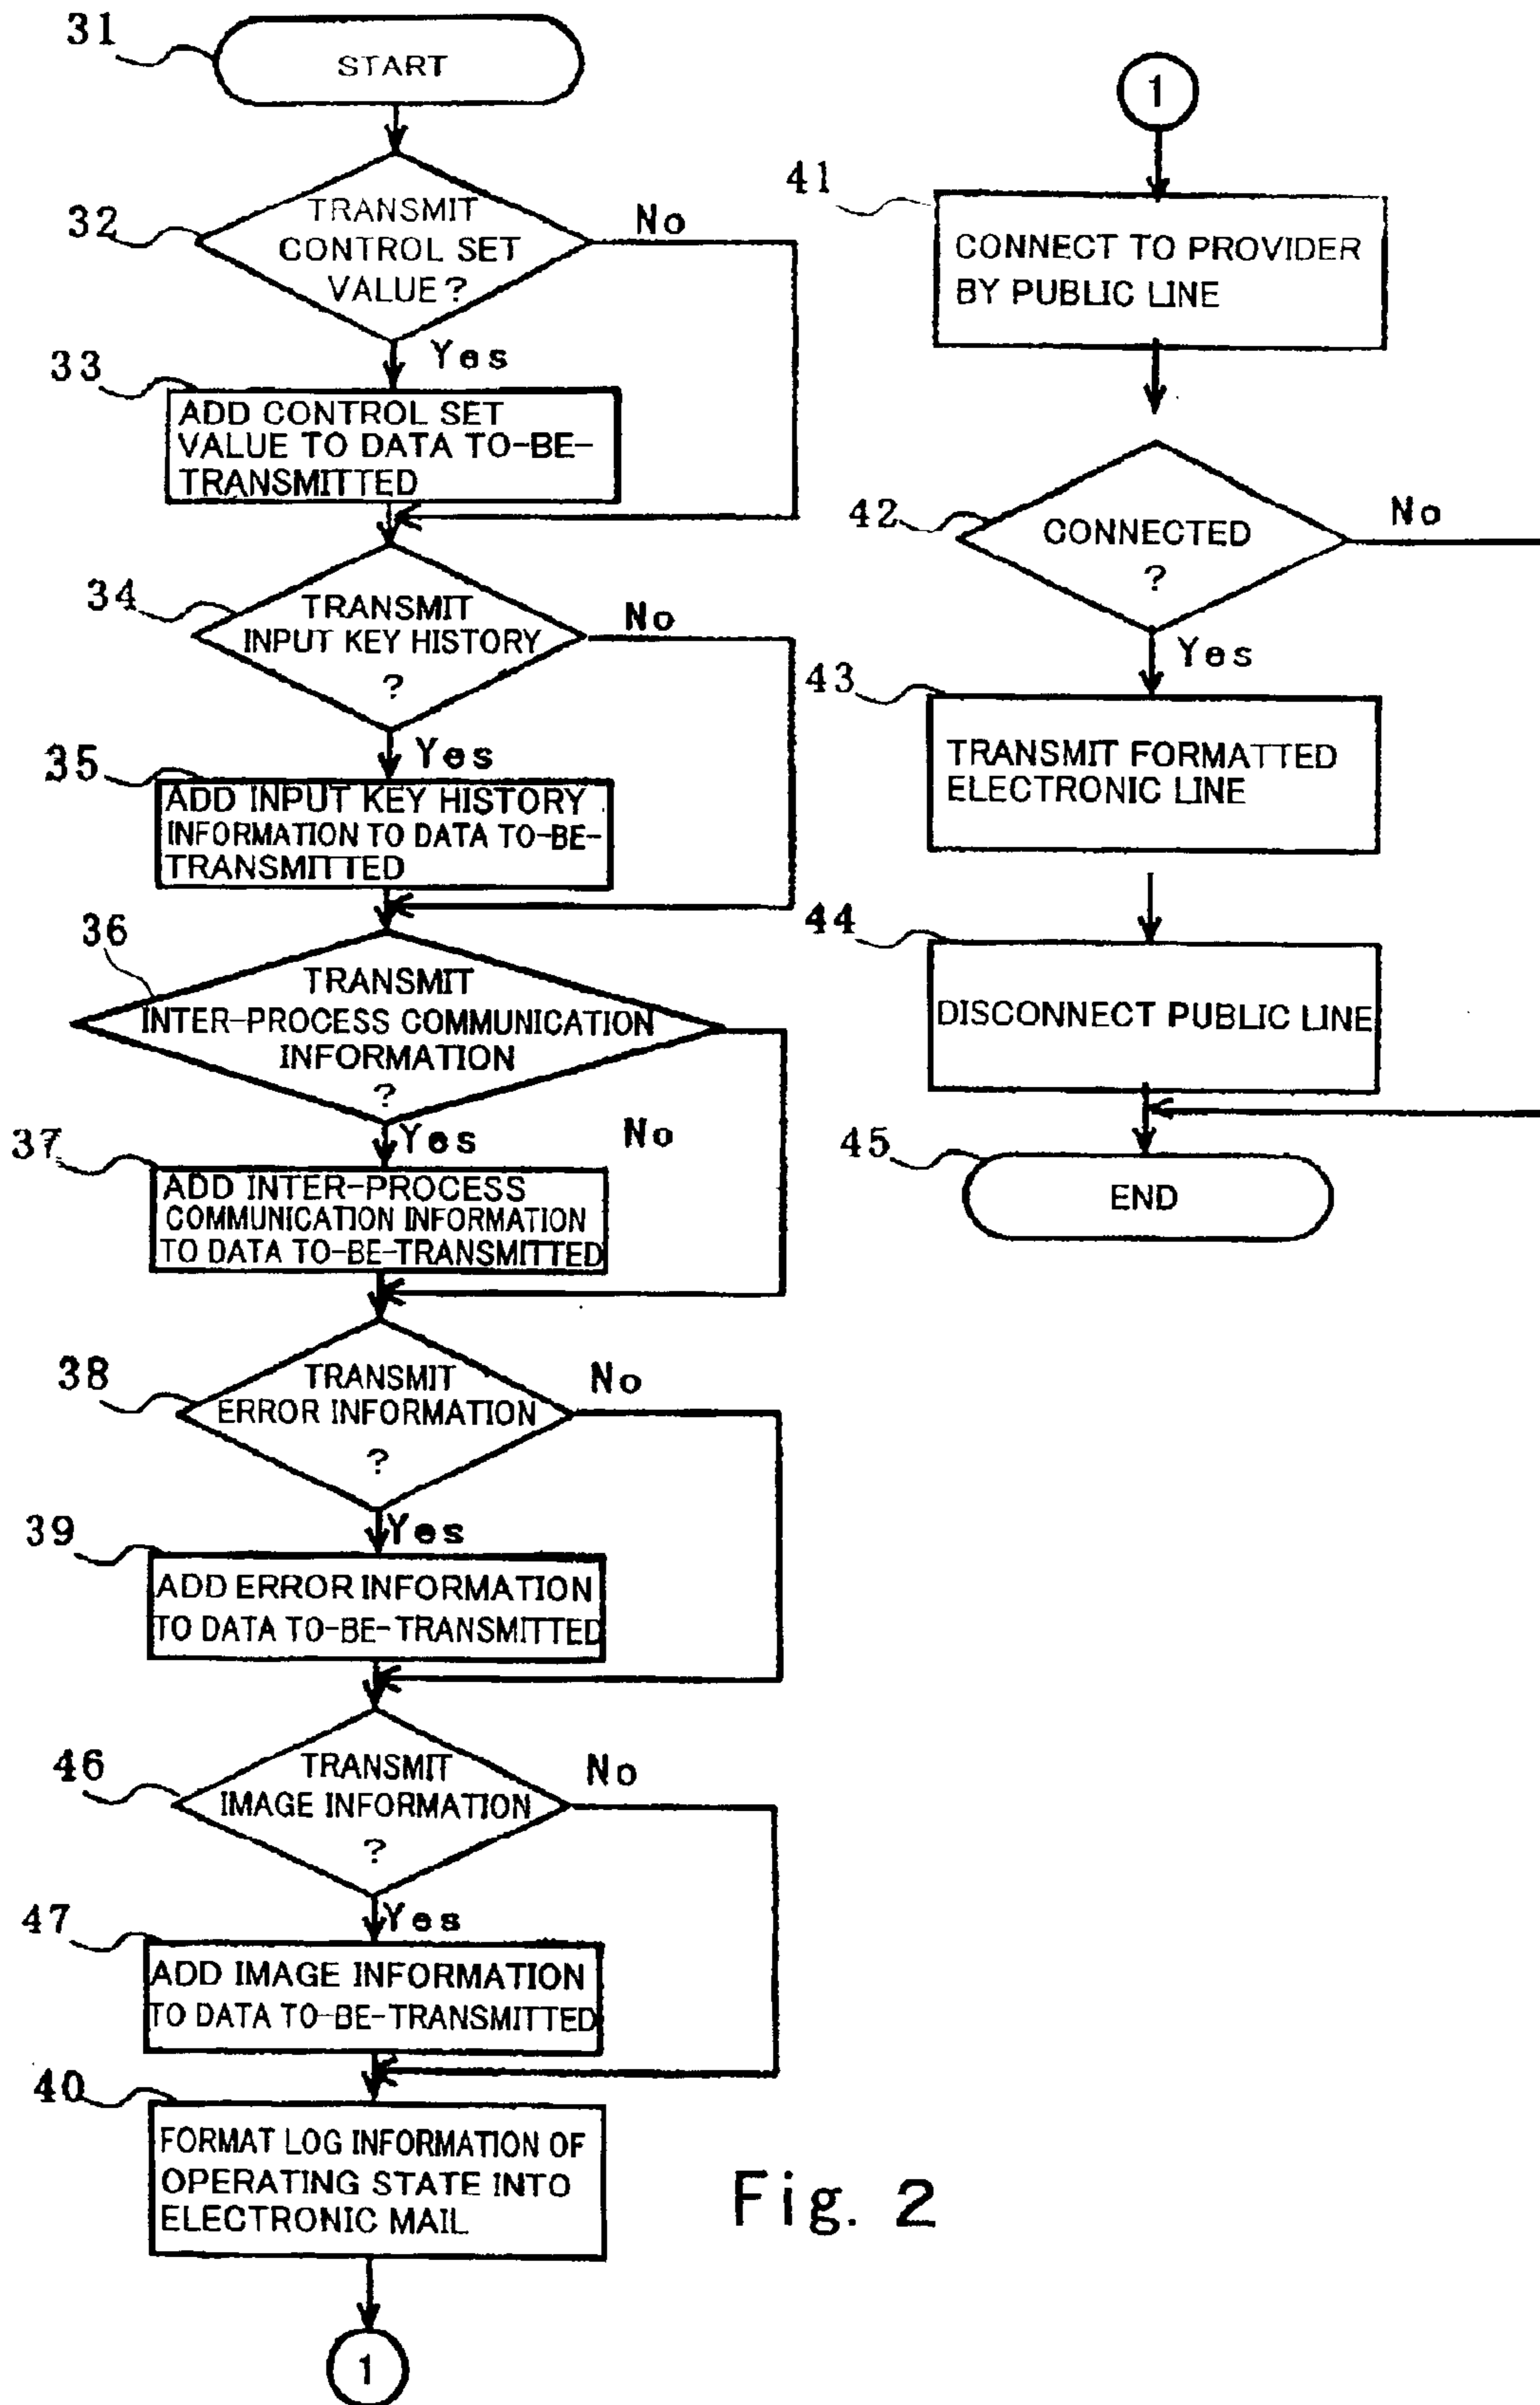 31
START
32
TRANSMIT
CONTROL SET
VALUE?
No
Yes
33
ADD CONTROL SET
VALUE TO DATA TO-BE-
TRANSMITTED
34
TRANSMIT
INPUT KEY HISTORY
?
No
Yes
35
ADD INPUT KEY HISTORY
INFORMATION TO DATA TO-BE-
TRANSMITTED
36
TRANSMIT
INTER-PROCESS COMMUNICATION
INFORMATION
?
No
Yes
37
ADD INTER-PROCESS
COMMUNICATION INFORMATION
TO DATA TO-BE-TRANSMITTED
38
TRANSMIT
ERROR INFORMATION
?
No
Yes
39
ADD ERROR INFORMATION
TO DATA TO-BE-TRANSMITTED
46
TRANSMIT
IMAGE INFORMATION
?
No
Yes
47
ADD IMAGE INFORMATION
TO DATA TO-BE-TRANSMITTED
40
FORMAT LOG INFORMATION OF
OPERATING STATE INTO
ELECTRONIC MAIL
1
1
41
CONNECT TO PROVIDER
BY PUBLIC LINE
42
CONNECTED
?
No
Yes
43
TRANSMIT FORMATTED
ELECTRONIC LINE
44
DISCONNECT PUBLIC LINE
45
END
Fig. 2